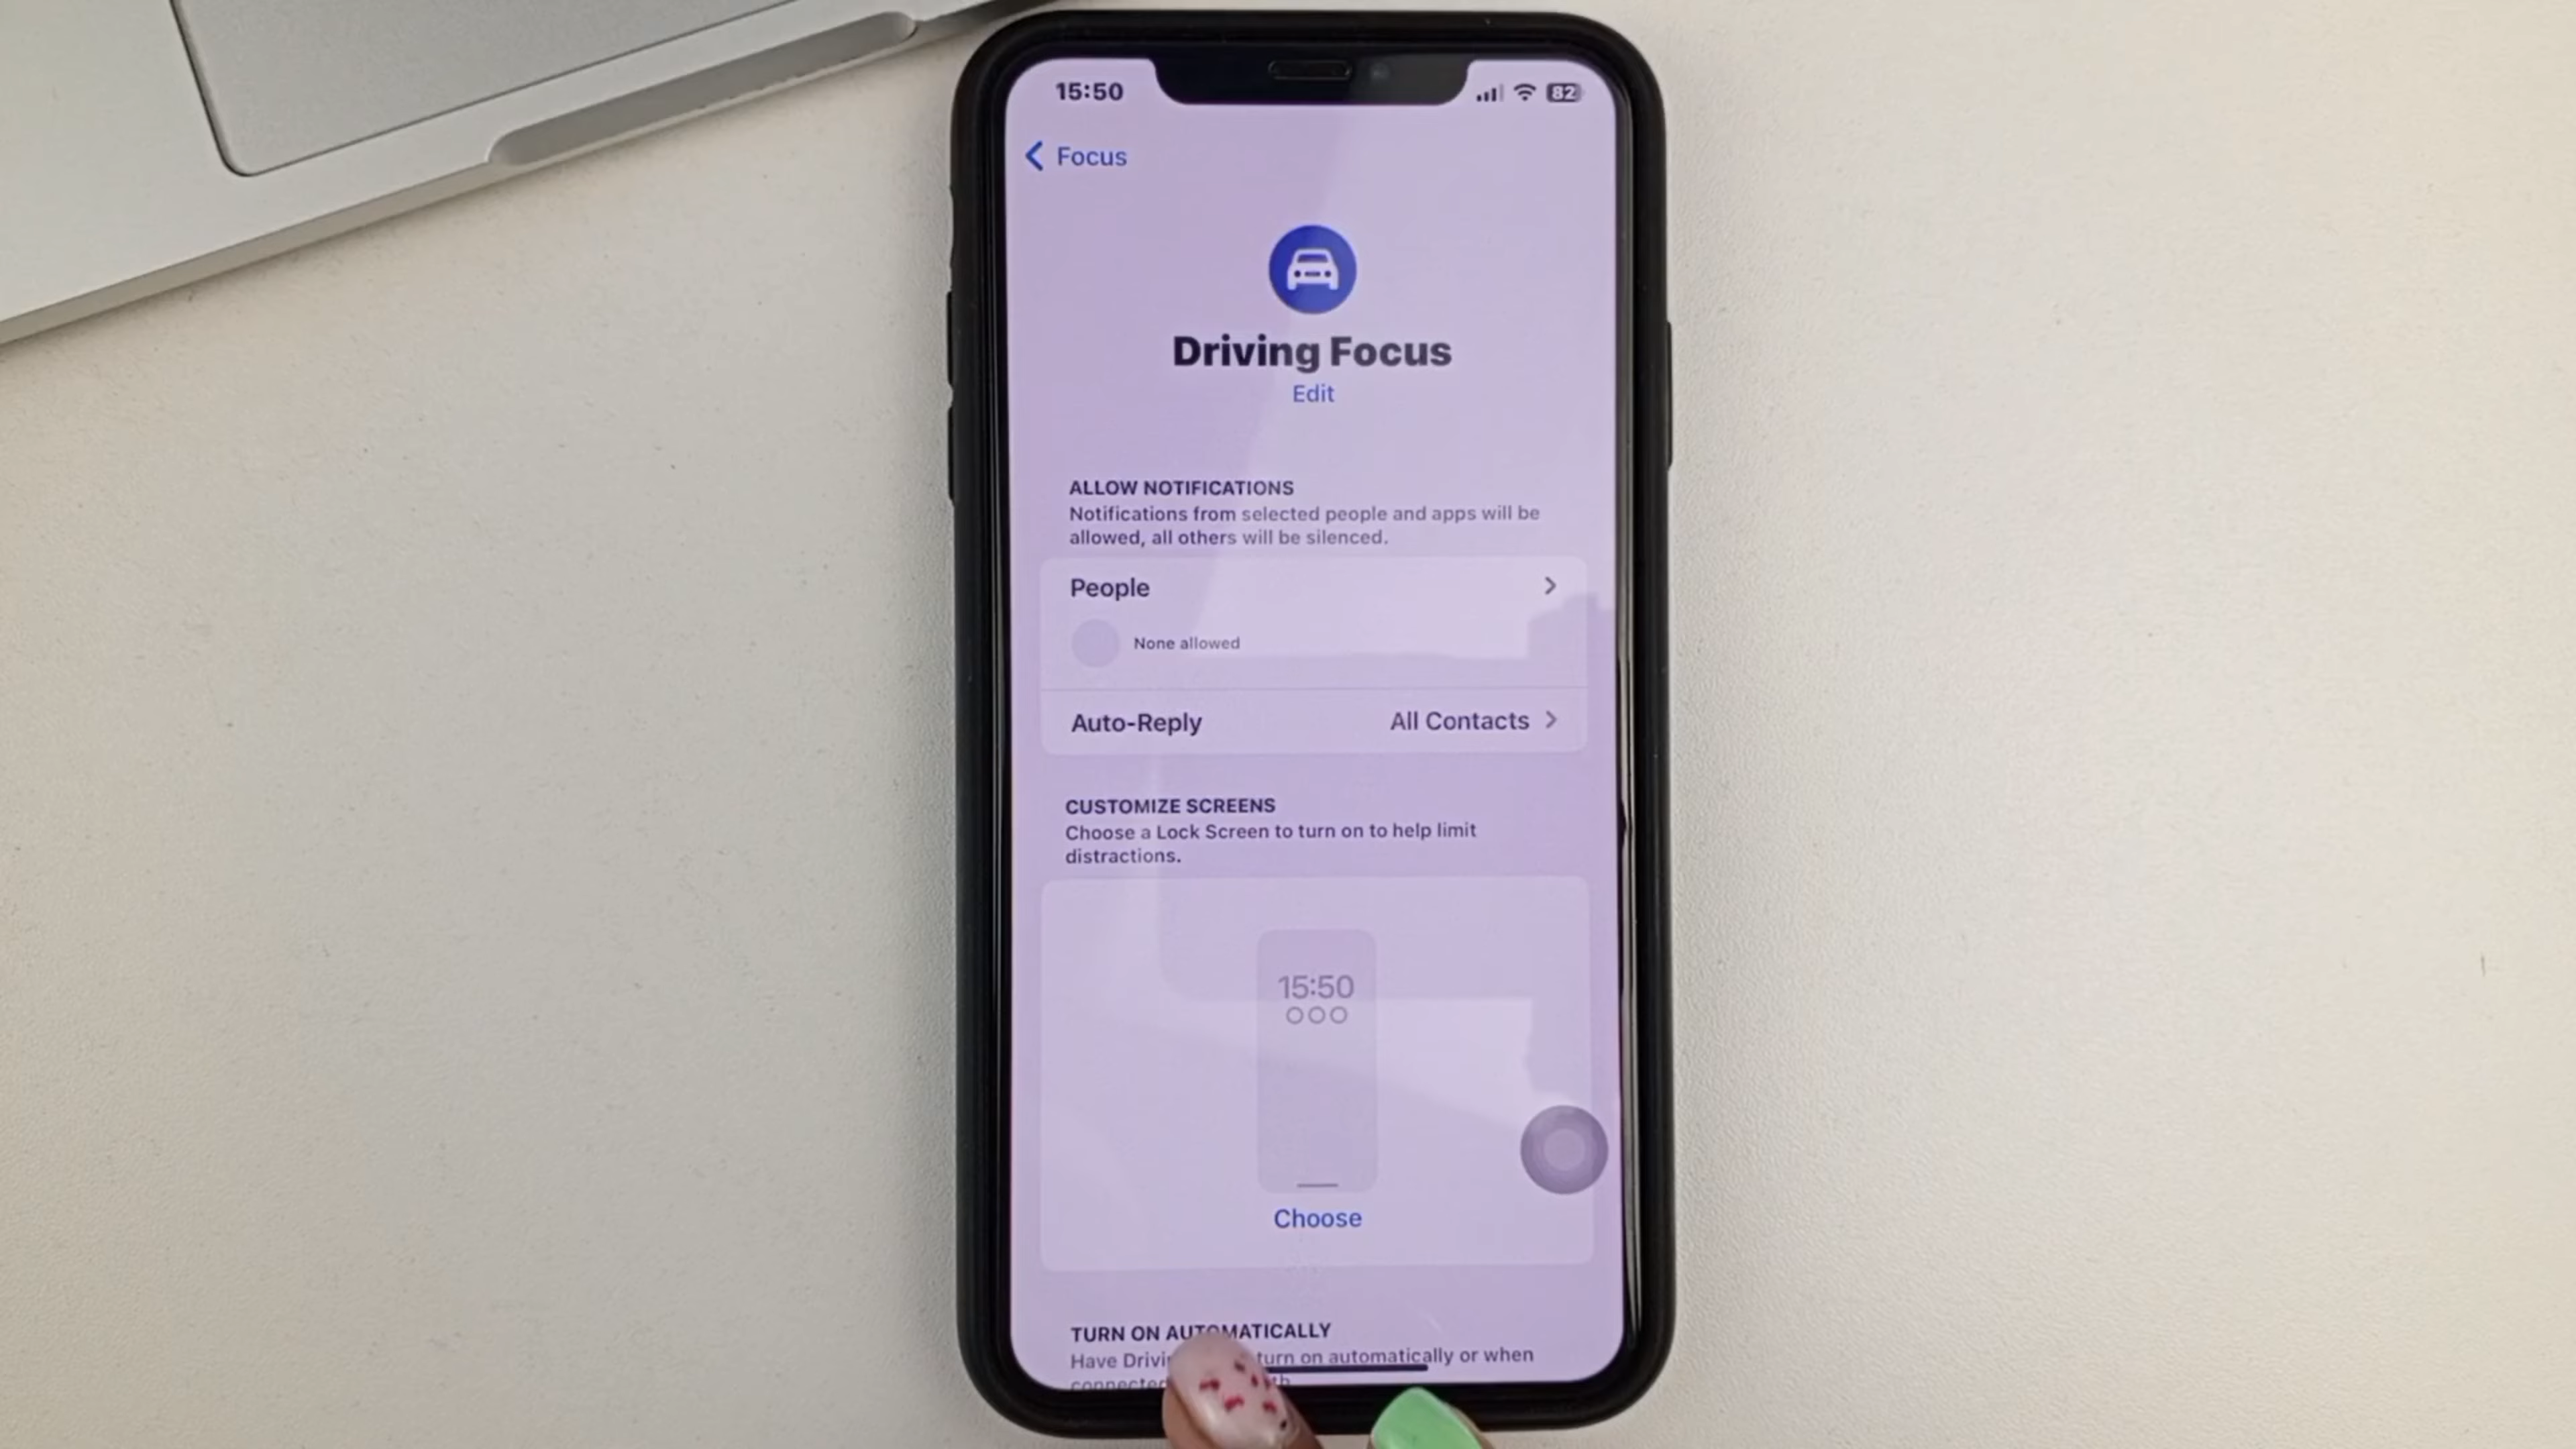 15:50
82
Focus
Driving Focus
Edit
ALLOW NOTIFICATIONS
Notifications from selected people and apps will be
allowed, all others will be silenced.
People
None allowed
Auto-Reply All Contacts
CUSTOMIZE SCREENS
Choose a Lock Screen to turn on to help limit
distractions.
15:50
Choose
TURN ON AUTOMATICALLY
Have turn on automatically or when
connected